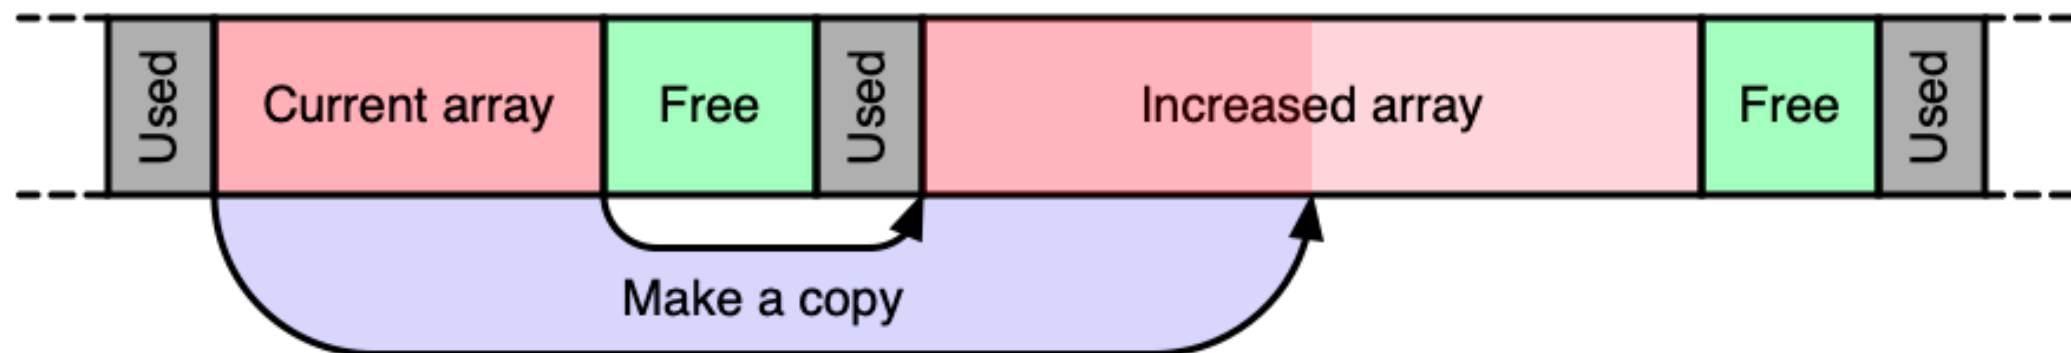 Used
Current array
Free
Used
Increased array
Free
Used
Make a copy